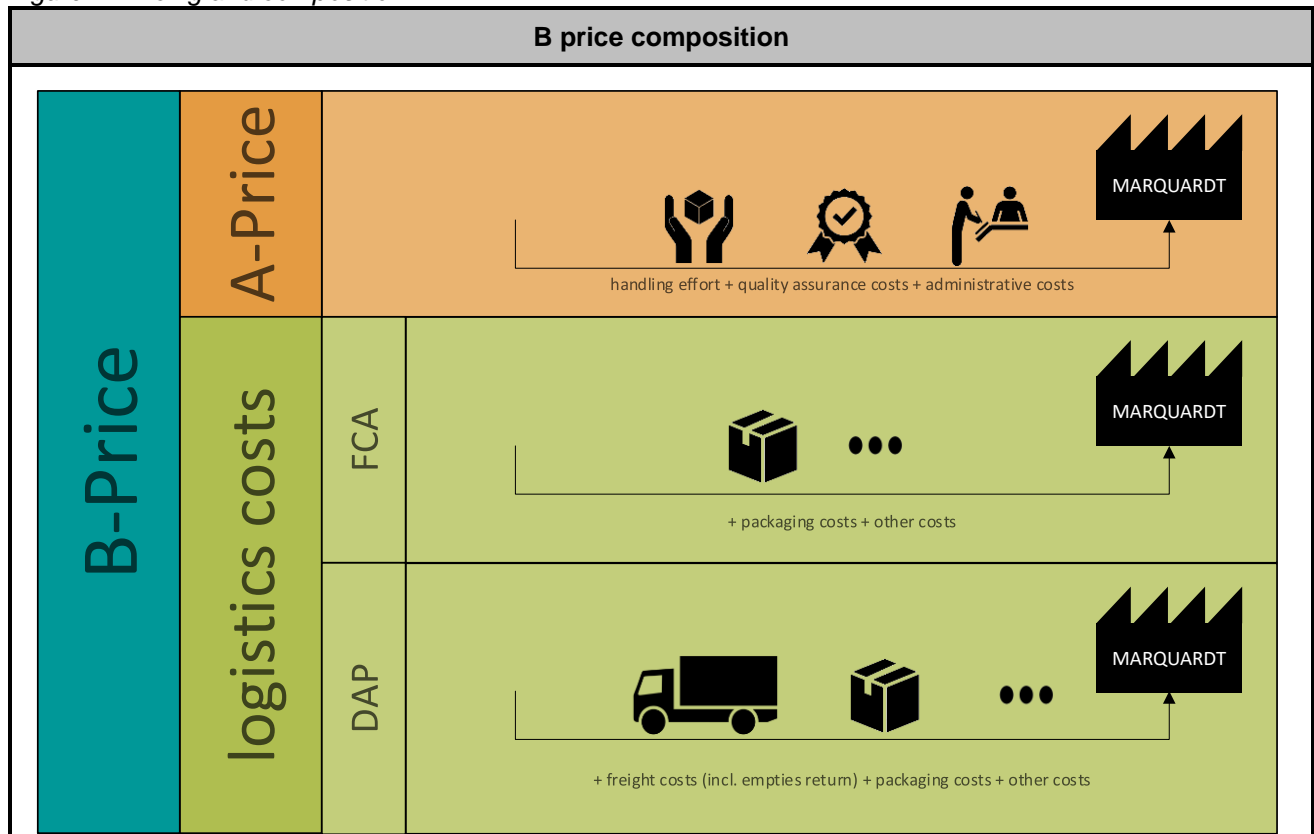 B price composition
B-Price
A-Price
MARQUARDT
handling effort + quality assurance costs + administrative costs
logistics costs
FCA
MARQUARDT
+ packaging costs + other costs
DAP
MARQUARDT
+ freight costs (incl. empties return) + packaging costs + other costs